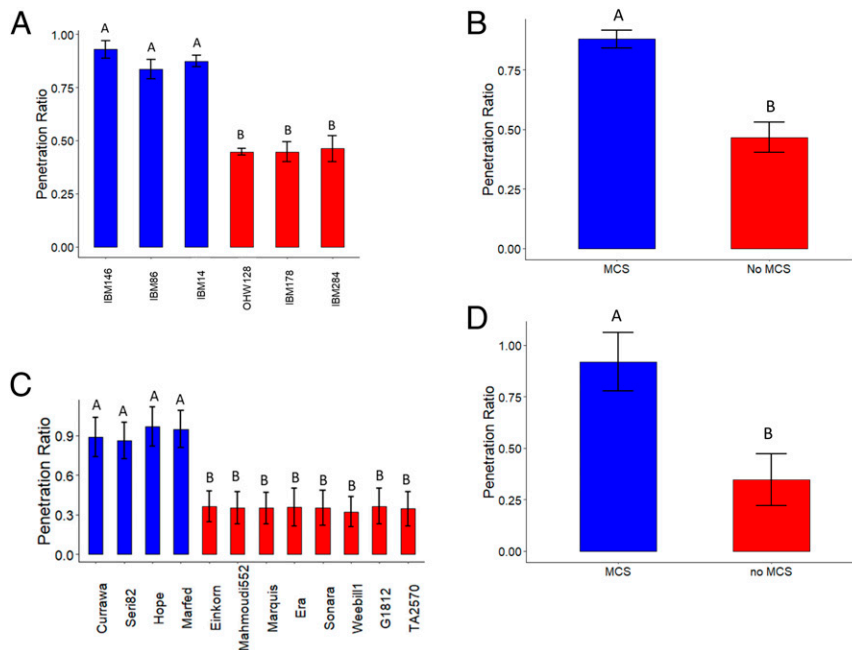 A
Penetration Ratio
1.00
0.75
0.50
0.25
0.00
A A A B B B
IBM146 IBM86 IBM14 OHW128 IBM178 IBM284
B
Penetration Ratio
0.75
0.50
0.25
0.00
A B
MCS No MCS
C
Penetration Ratio
0.9
0.6
0.3
0.0
A A A A B B B B B B B B
Currawa Seri82 Hope Marfed Einkorn Mahmoudi552 Marquis Era Sonara Weebill1 G1812 TA2570
D
Penetration Ratio
1.00
0.75
0.50
0.25
0.00
A B
MCS no MCS